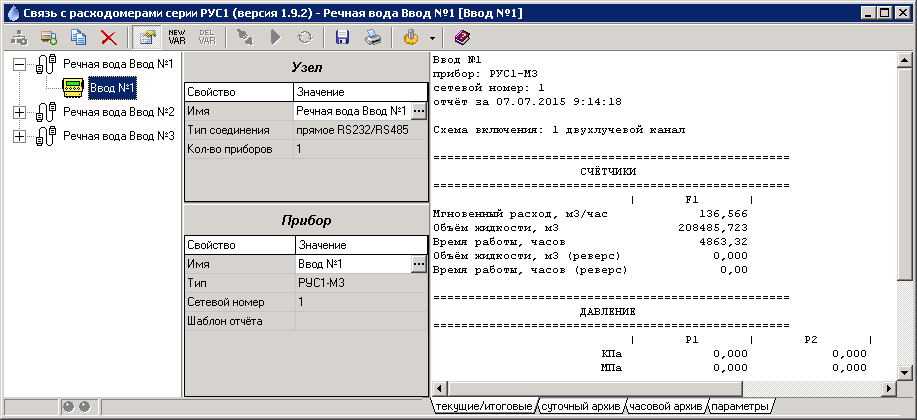 Связь с расходомерами серии РУС1 (версия 1.9.2) - Речная вода Ввод №1 [Ввод №1]
NEW VAR
DEL VAR
Речная вода Ввод №1
Ввод №1
Речная вода Ввод №2
Речная вода Ввод №3
Узел
Свойство Значение
Имя Речная вода Ввод №1 ...
Тип соединения прямое RS232/RS485
Кол-во приборов 1
Прибор
Свойство Значение
Имя Ввод №1 ...
Тип РУС1-М3
Сетевой номер 1
Шаблон отчёта
Ввод №1
прибор: РУС1-М3
сетевой номер: 1
отчёт за 07.07.2015 9:14:18
Схема включения: 1 двухлучевой канал
===================================================
СЧЁТЧИКИ
===================================================
| F1 |
Мгновенный расход, м3/час 136,566
Объём жидкости, м3 208485,723
Время работы, часов 4863,32
Объём жидкости, м3 (реверс) 0,000
Время работы, часов (реверс) 0,00
===================================================
ДАВЛЕНИЕ
===================================================
| P1 | P2 |
КПа 0,000 0,000
МПа 0,000 0,000
текущие/итоговые суточный архив часовой архив параметры